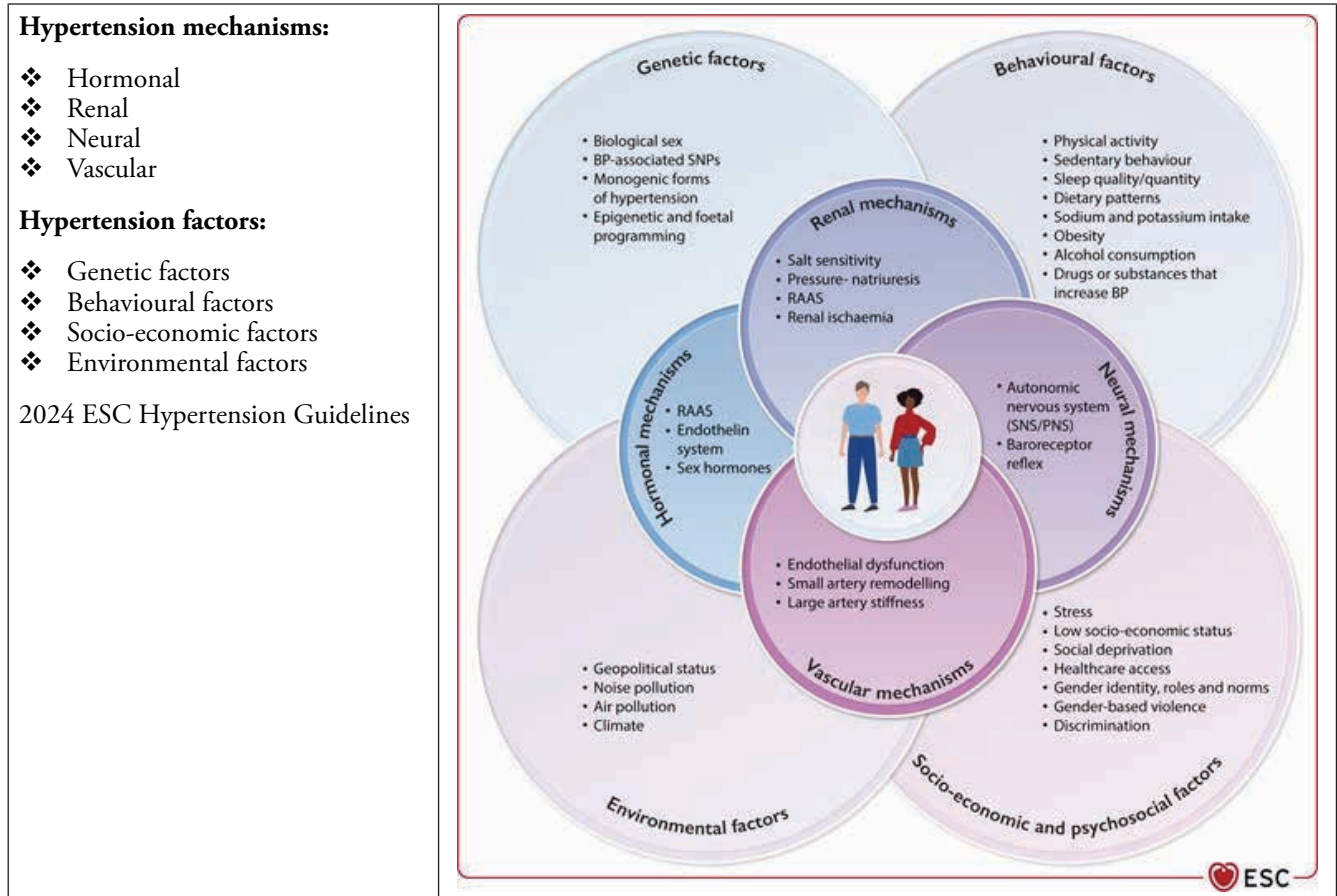 Hypertension mechanisms:
❖ Hormonal
❖ Renal
❖ Neural
❖ Vascular
Hypertension factors:
❖ Genetic factors
❖ Behavioural factors
❖ Socio-economic factors
❖ Environmental factors
2024 ESC Hypertension Guidelines
Genetic factors
• Biological sex
• BP-associated SNPs
• Monogenic forms
of hypertension
• Epigenetic and foetal
programming
Behavioural factors
• Physical activity
• Sedentary behaviour
• Sleep quality/quantity
• Dietary patterns
• Sodium and potassium intake
• Obesity
• Alcohol consumption
• Drugs or substances that
increase BP
Renal mechanisms
• Salt sensitivity
• Pressure- natriuresis
• RAAS
• Renal ischaemia
Hormonal mechanisms
• RAAS
• Endothelin
system
• Sex hormones
Neural mechanisms
• Autonomic
nervous system
(SNS/PNS)
• Baroreceptor
reflex
• Endothelial dysfunction
• Small artery remodelling
• Large artery stiffness
Vascular mechanisms
• Geopolitical status
• Noise pollution
• Air pollution
• Climate
Environmental factors
• Stress
• Low socio-economic status
• Social deprivation
• Healthcare access
• Gender identity, roles and norms
• Gender-based violence
• Discrimination
Socio-economic and psychosocial factors
ESC